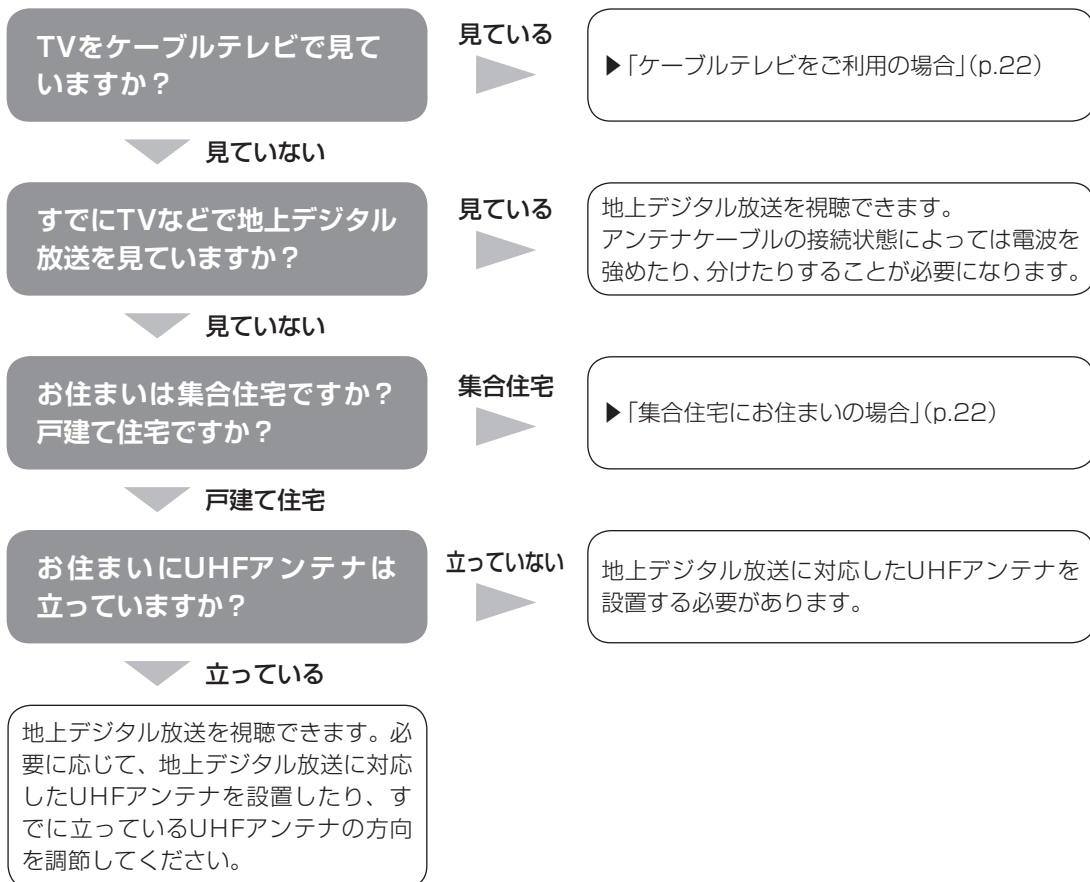 TVをケーブルテレビで見て
いますか？
見ている
▶「ケーブルテレビをご利用の場合」(p.22)
見ていない
すでにTVなどで地上デジタル
放送を見ていますか？
見ている
地上デジタル放送を視聴できます。
アンテナケーブルの接続状態によっては電波を
強めたり、分けたりすることが必要になります。
見ていない
お住まいは集合住宅ですか？
戸建て住宅ですか？
集合住宅
▶「集合住宅にお住まいの場合」(p.22)
戸建て住宅
お住まいにUHFアンテナは
立っていますか？
立っていない
地上デジタル放送に対応したUHFアンテナを
設置する必要があります。
立っている
地上デジタル放送を視聴できます。必
要に応じて、地上デジタル放送に対応
したUHFアンテナを設置したり、す
でに立っているUHFアンテナの方向
を調節してください。